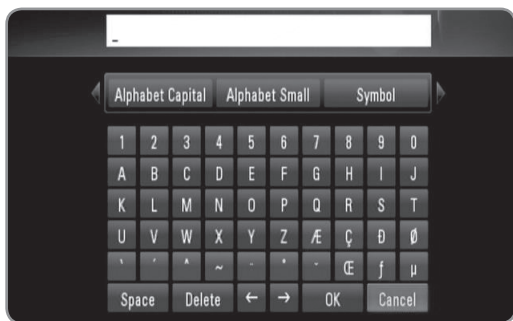 _
Alphabet Capital Alphabet Small Symbol
1 2 3 4 5 6 7 8 9 0
A B C D E F G H I J
K L M N O P Q R S T
U V W X Y Z Æ Ç Ð Ø
Œ ƒ µ
Space Delete ← → OK Cancel